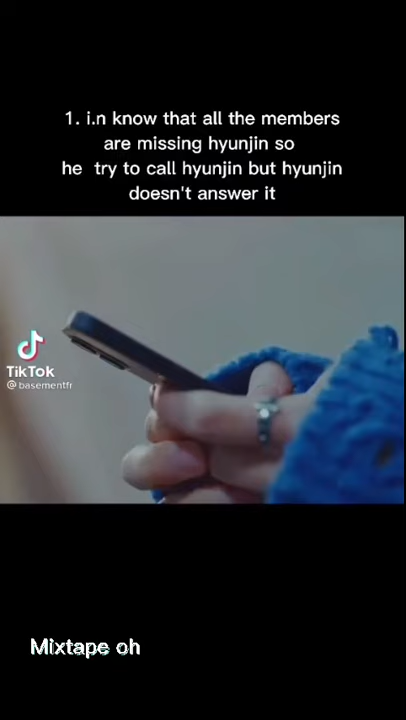 1. i.n know that all the members
are missing hyunjin so
he try to call hyunjin but hyunjin
doesn't answer it
TikTok
@basementfr
Mixtape oh